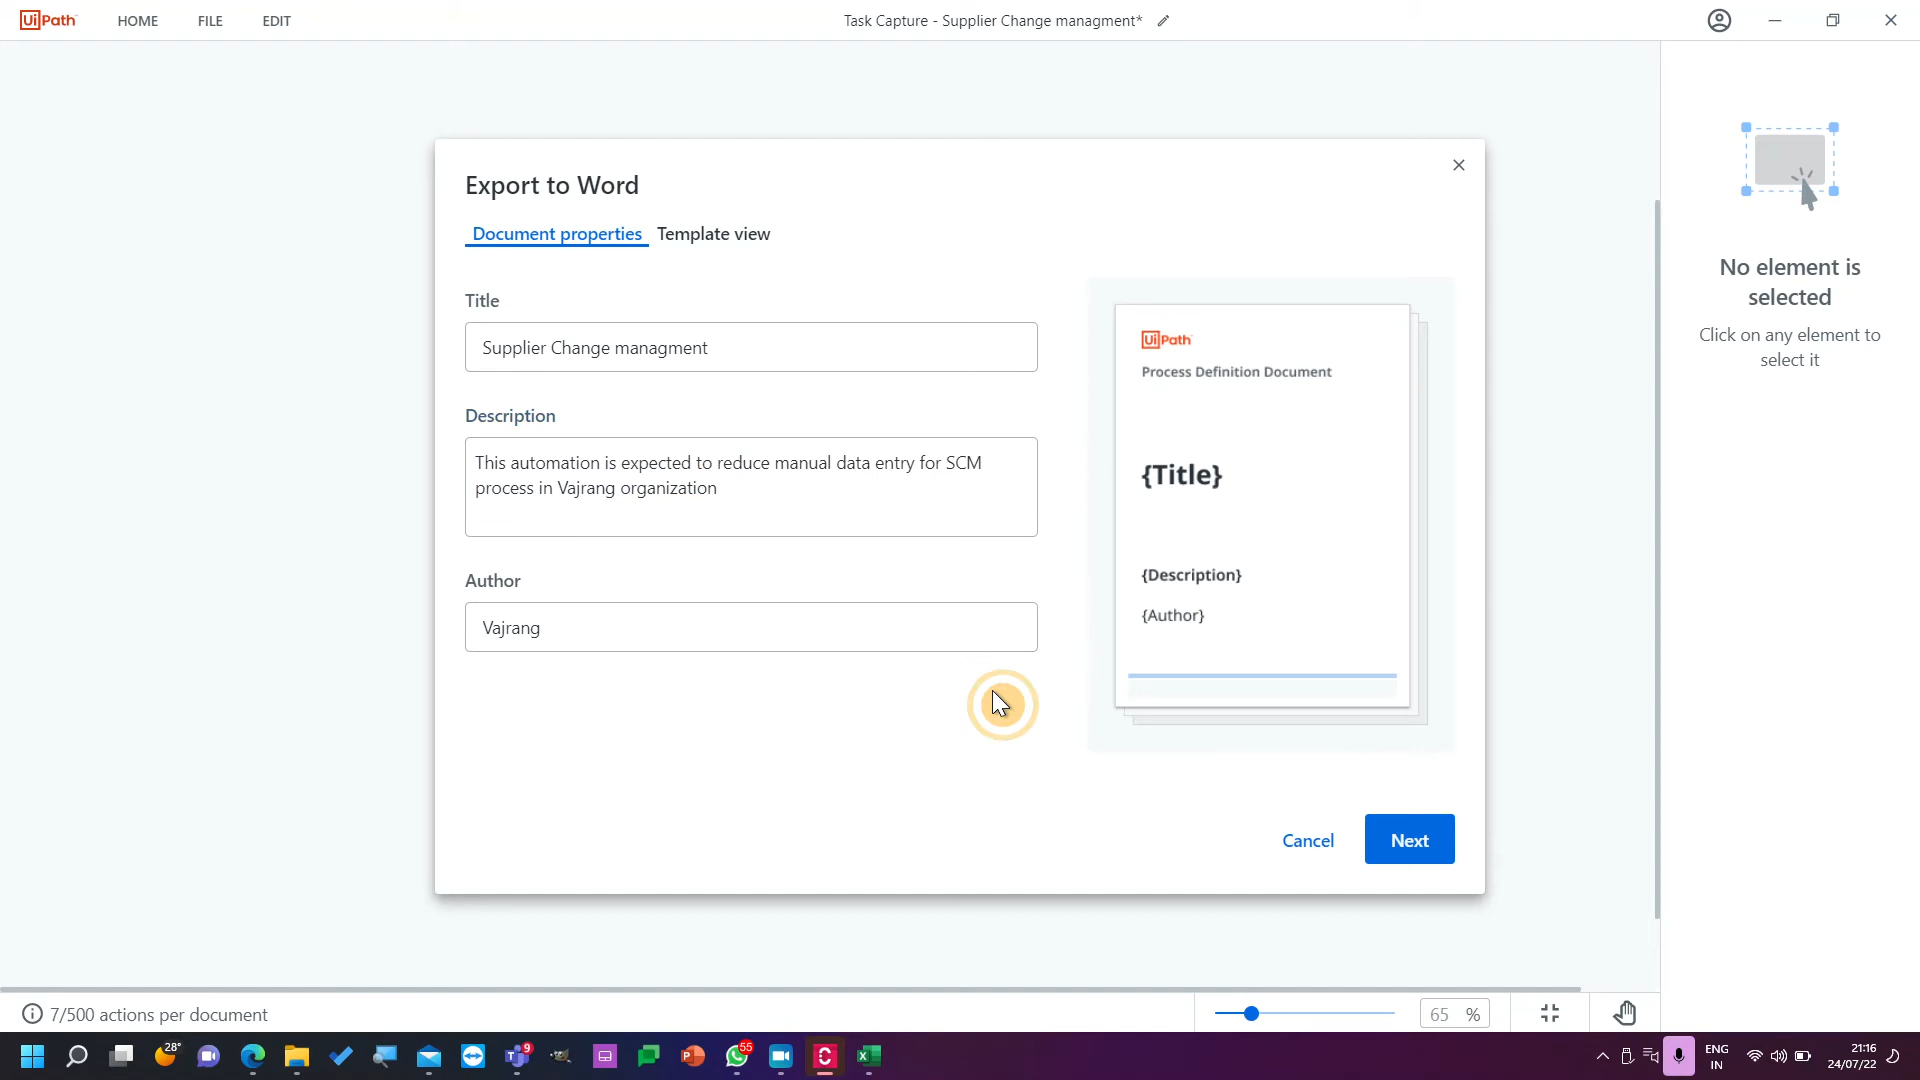 UiPath HOME FILE EDIT Task Capture - Supplier Change managment*
Export to Word
Document properties Template view
Title
Supplier Change managment
Description
This automation is expected to reduce manual data entry for SCM
process in Vajrang organization
Author
Vajrang
UiPath
Process Definition Document
{Title}
{Description}
{Author}
Cancel Next
No element is
selected
Click on any element to
select it
7/500 actions per document
65 %
28°
9
55
ENG
IN
21:16
24/07/22